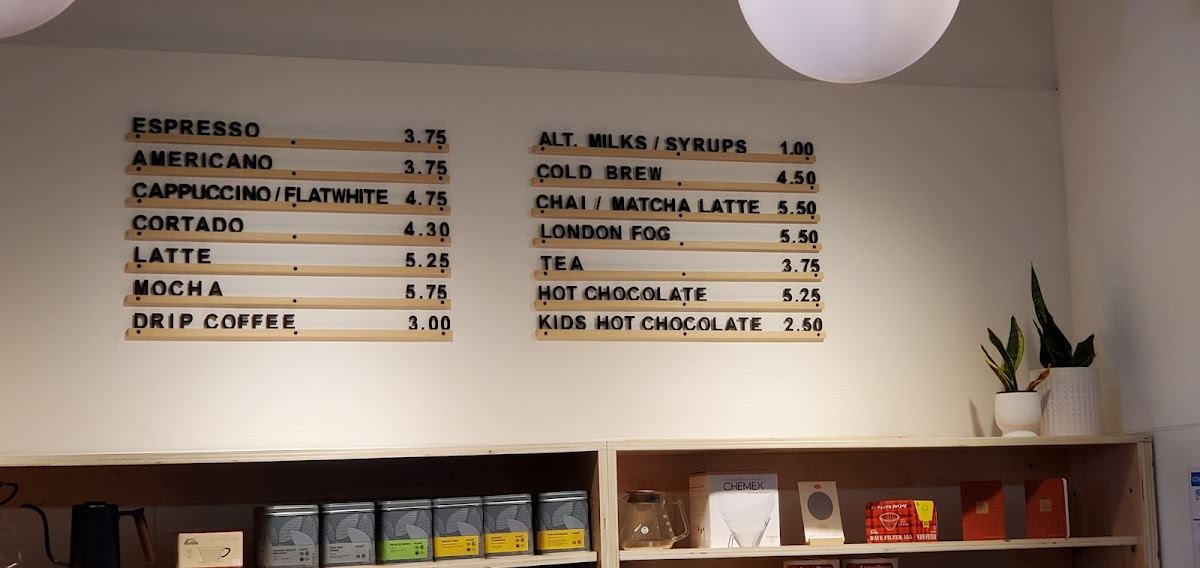 ESPRESSO 3.75
AMERICANO 3.75
CAPPUCCINO / FLATWHITE 4.75
CORTADO 4.30
LATTE 5.25
MOCHA 5.75
DRIP COFFEE 3.00
ALT. MILKS / SYRUPS 1.00
COLD BREW 4.50
CHAI / MATCHA LATTE 5.50
LONDON FOG 5.50
TEA 3.75
HOT CHOCOLATE 5.25
KIDS HOT CHOCOLATE 2.50
CHEMEX
Kalita